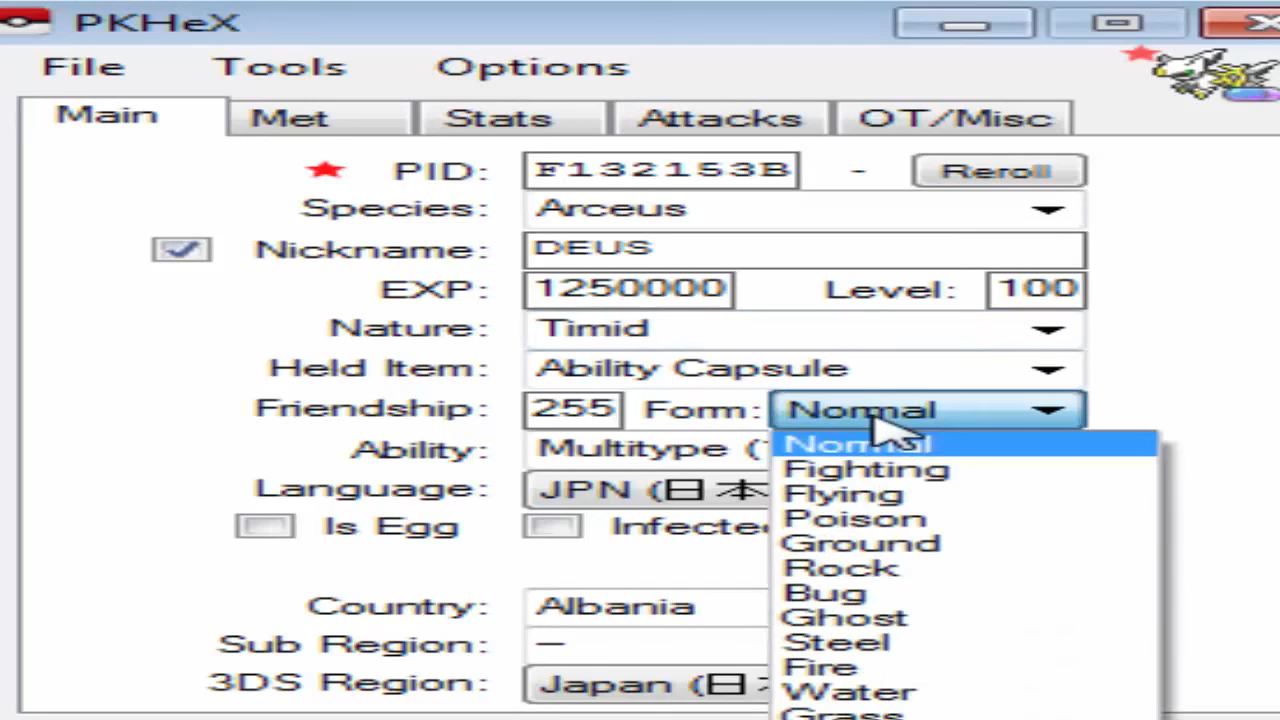 PKHeX
File Tools Options
Main Met Stats Attacks OT/Misc
PID: F132153B - Reroll
Species: Arceus
Nickname: DEUS
EXP: 1250000 Level: 100
Nature: Timid
Held Item: Ability Capsule
Friendship: 255 Form: Normal
Ability: Multitype (
Normal
Fighting
Language: JPN (日本
Flying
Is Egg Infecte
Poison
Ground
Rock
Bug
Country: Albania
Ghost
Sub Region: —
Steel
Fire
3DS Region: Japan (日
Water
Grass